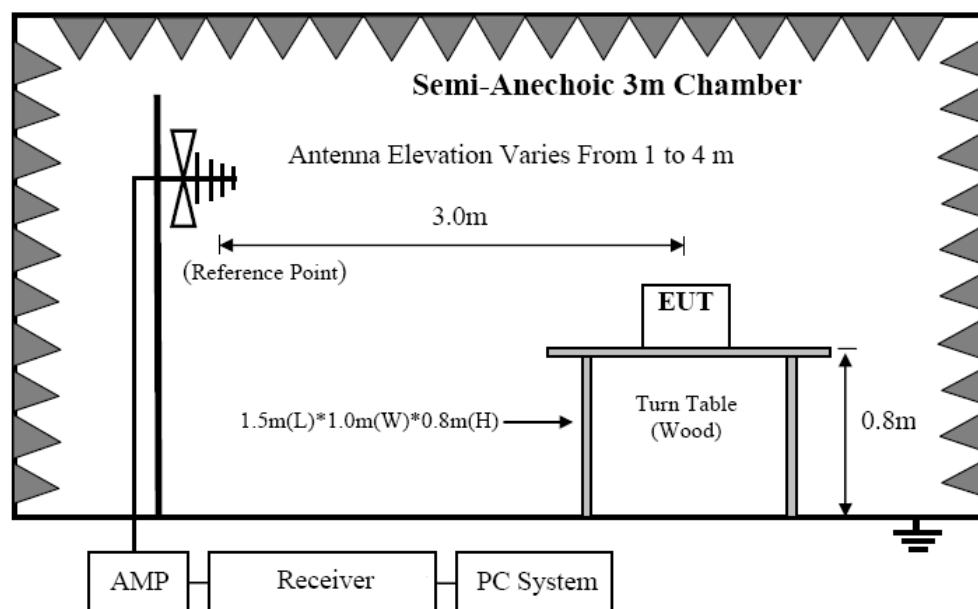 Semi-Anechoic 3m Chamber
Antenna Elevation Varies From 1 to 4 m
3.0m
(Reference Point)
EUT
1.5m(L)*1.0m(W)*0.8m(H)
Turn Table
(Wood)
0.8m
AMP
Receiver
PC System